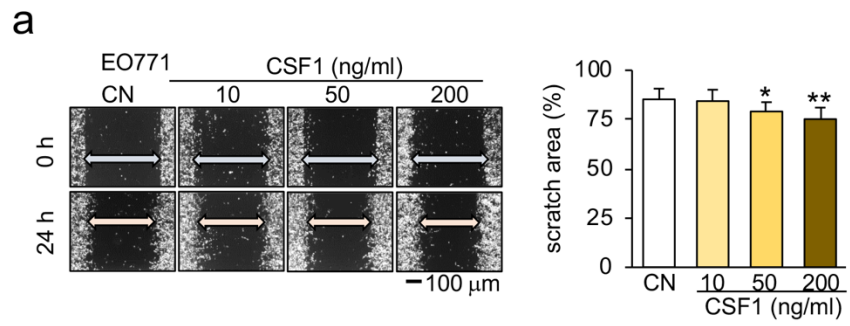 a
EO771
CSF1 (ng/ml)
CN 10 50 200
0 h
24 h
100 μm
scratch area (%)
100
75
50
25
0
* **
CN 10 50 200
CSF1 (ng/ml)